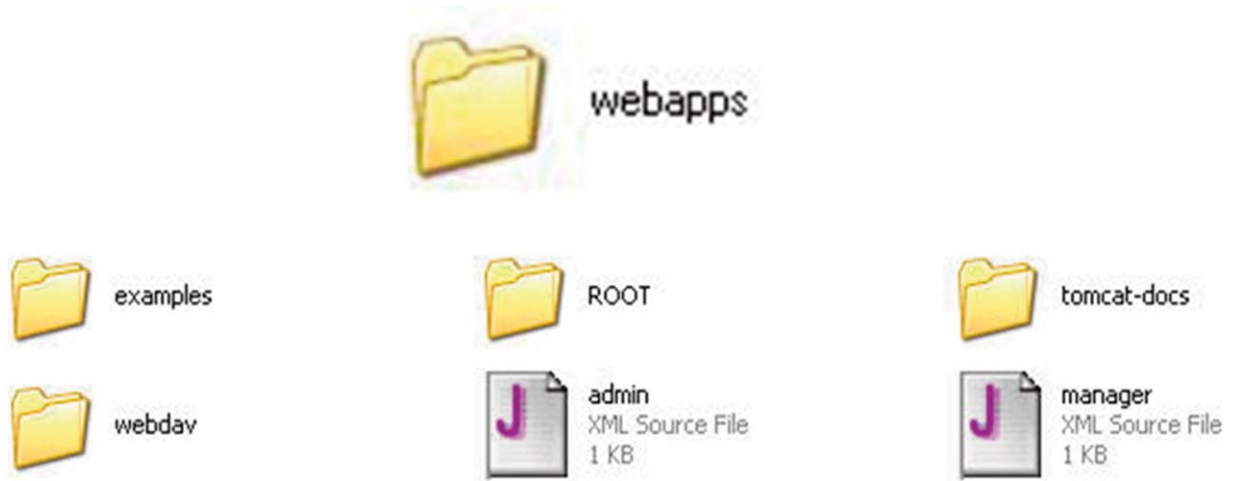 webapps
examples
ROOT
tomcat-docs
webdav
admin
XML Source File
1 KB
manager
XML Source File
1 KB